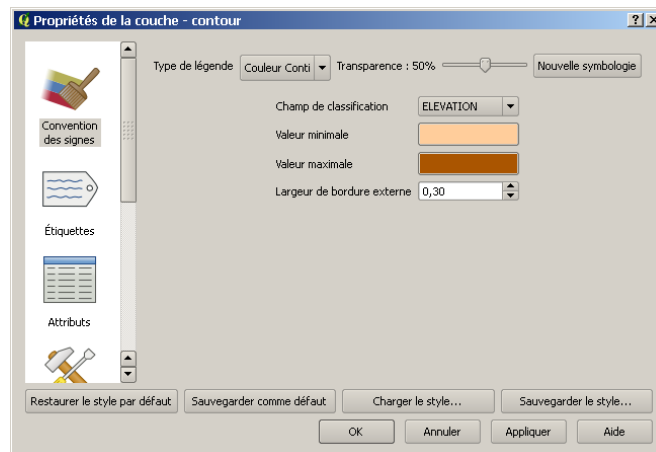 Propriétés de la couche - contour
Type de légende Couleur Conti Transparence : 50% Nouvelle symbologie
Convention
des signes
Champ de classification ELEVATION
Valeur minimale
Valeur maximale
Largeur de bordure externe 0,30
Étiquettes
Attributs
Restaurer le style par défaut Sauvegarder comme défaut Charger le style... Sauvegarder le style...
OK Annuler Appliquer Aide